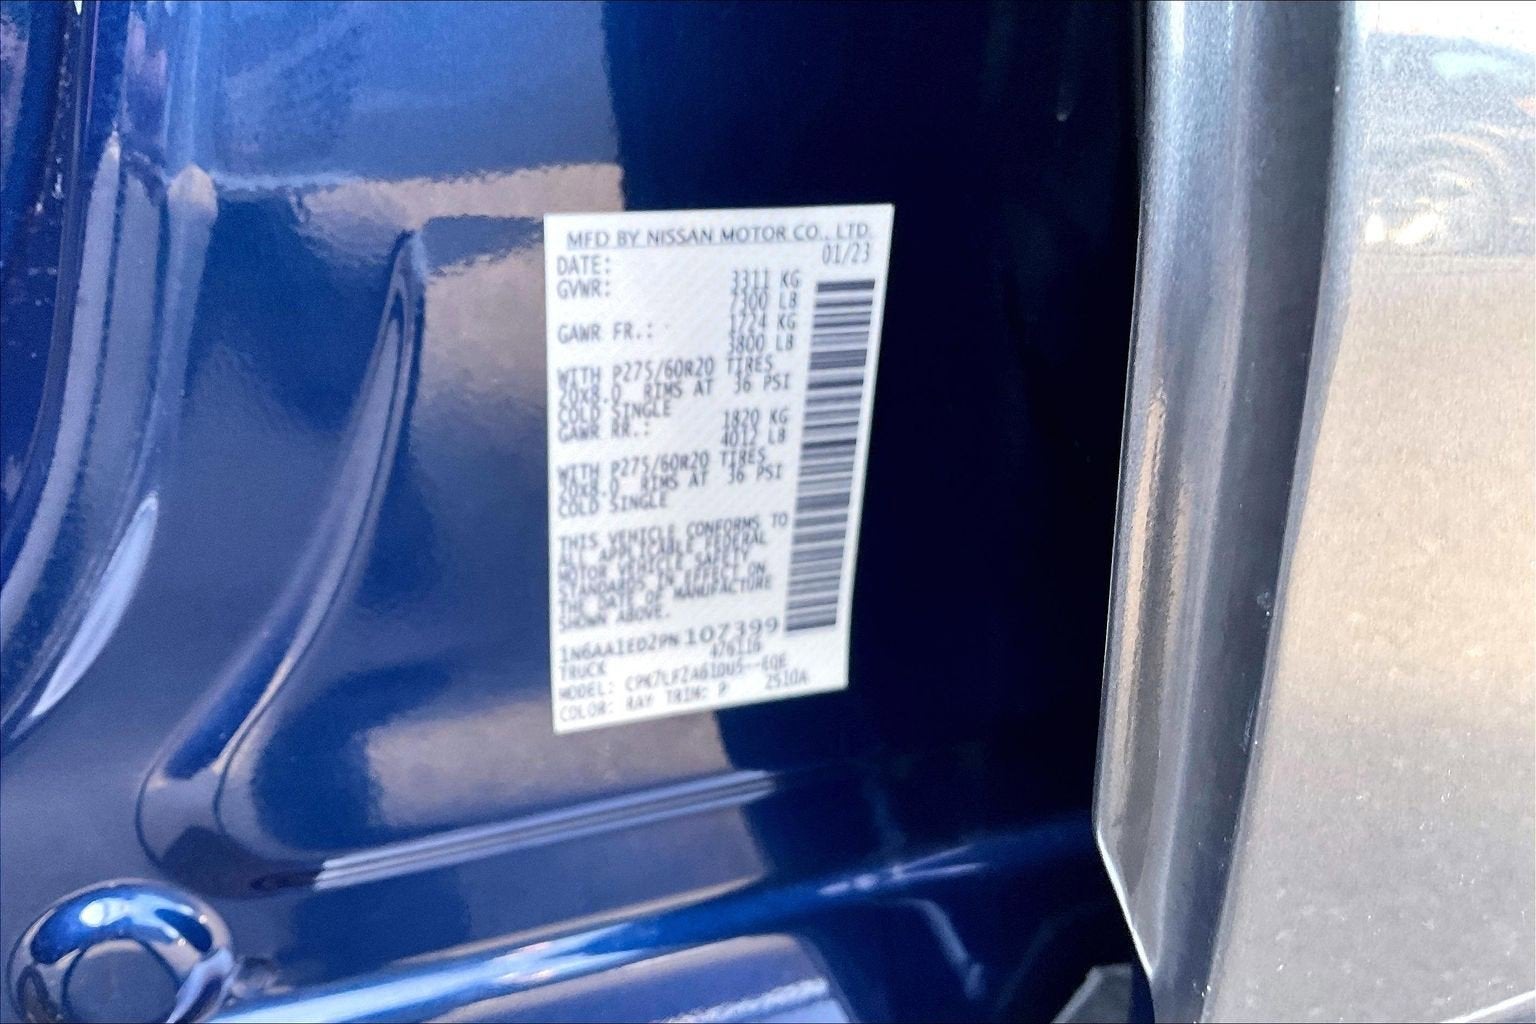 MFD BY NISSAN MOTOR CO., LTD.
DATE: 01/23
GVWR: 3311 KG
7300 LB
GAWR FR.: 1724 KG
3800 LB
WITH P275/60R20 TIRES
20x8.0 RIMS AT 36 PSI
COLD SINGLE
GAWR RR.: 1820 KG
4012 LB
WITH P275/60R20 TIRES
20x8.0 RIMS AT 36 PSI
COLD SINGLE
THIS VEHICLE CONFORMS TO
ALL APPLICABLE FEDERAL
MOTOR VEHICLE SAFETY
STANDARDS IN EFFECT ON
THE DATE OF MANUFACTURE
SHOWN ABOVE.
1N6AA1ED2PN107399
TRUCK 476116
MODEL:
COLOR: RAY TRIM: P 2510A